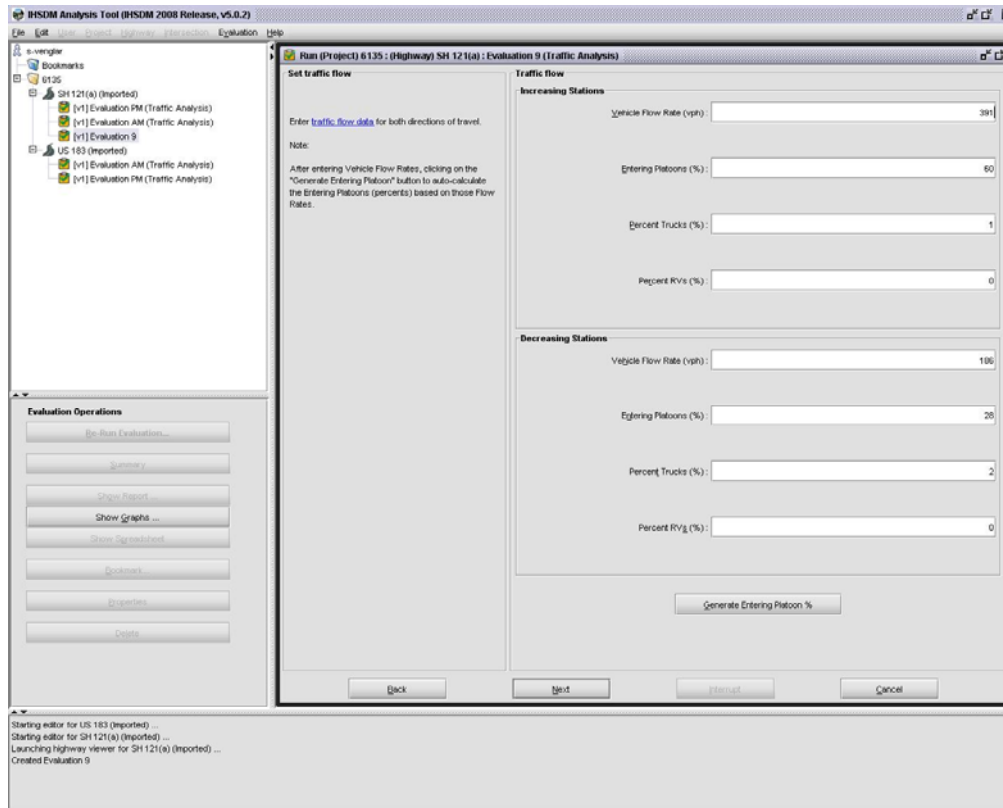 IHSDM Analysis Tool (IHSDM 2008 Release, v5.0.2)
File Edit User Project Highway Intersection Evaluation Help
s-venglar
Bookmarks
6135
SH 121(a) (Imported)
[v1] Evaluation PM (Traffic Analysis)
[v1] Evaluation AM (Traffic Analysis)
[v1] Evaluation 9
US 183 (Imported)
[v1] Evaluation AM (Traffic Analysis)
[v1] Evaluation PM (Traffic Analysis)
Evaluation Operations
Re-Run Evaluation...
Summary
Show Report ...
Show Graphs ...
Show Spreadsheet
Bookmark...
Properties
Delete
Run (Project) 6135 : (Highway) SH 121(a) : Evaluation 9 (Traffic Analysis)
Set traffic flow
Enter traffic flow data for both directions of travel.
Note:
After entering Vehicle Flow Rates, clicking on the
"Generate Entering Platoon" button to auto-calculate
the Entering Platoons (percents) based on those Flow
Rates.
Traffic flow
Increasing Stations
Vehicle Flow Rate (vph) : 391
Entering Platoons (%) : 60
Percent Trucks (%) : 1
Percent RVs (%) : 0
Decreasing Stations
Vehicle Flow Rate (vph) : 186
Entering Platoons (%) : 28
Percent Trucks (%) : 2
Percent RVs (%) : 0
Generate Entering Platoon %
Back Next Interrupt Cancel
Starting editor for US 183 (Imported) ...
Starting editor for SH 121(a) (Imported) ...
Launching highway viewer for SH 121(a) (Imported) ...
Created Evaluation 9